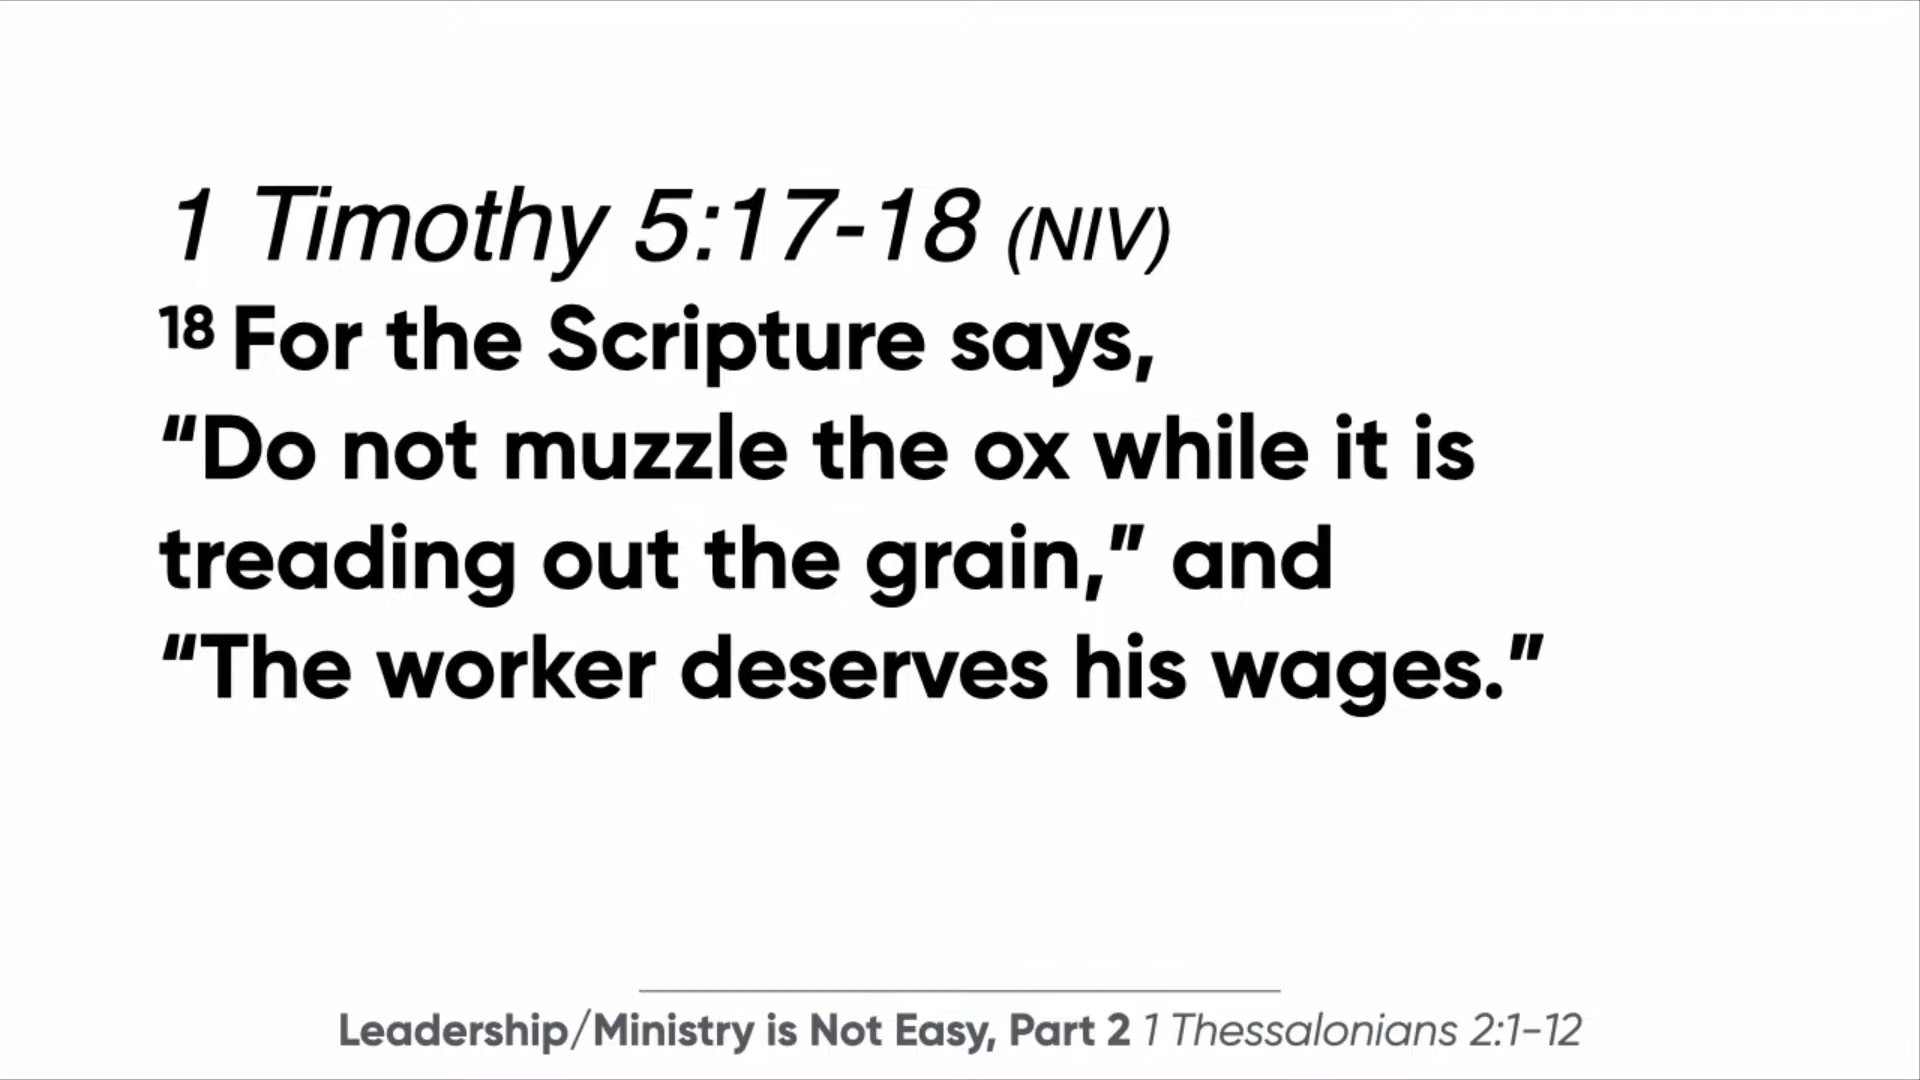 1 Timothy 5:17-18 (NIV)
18 For the Scripture says,
“Do not muzzle the ox while it is
treading out the grain,” and
“The worker deserves his wages.”
Leadership/Ministry is Not Easy, Part 2 1 Thessalonians 2:1–12